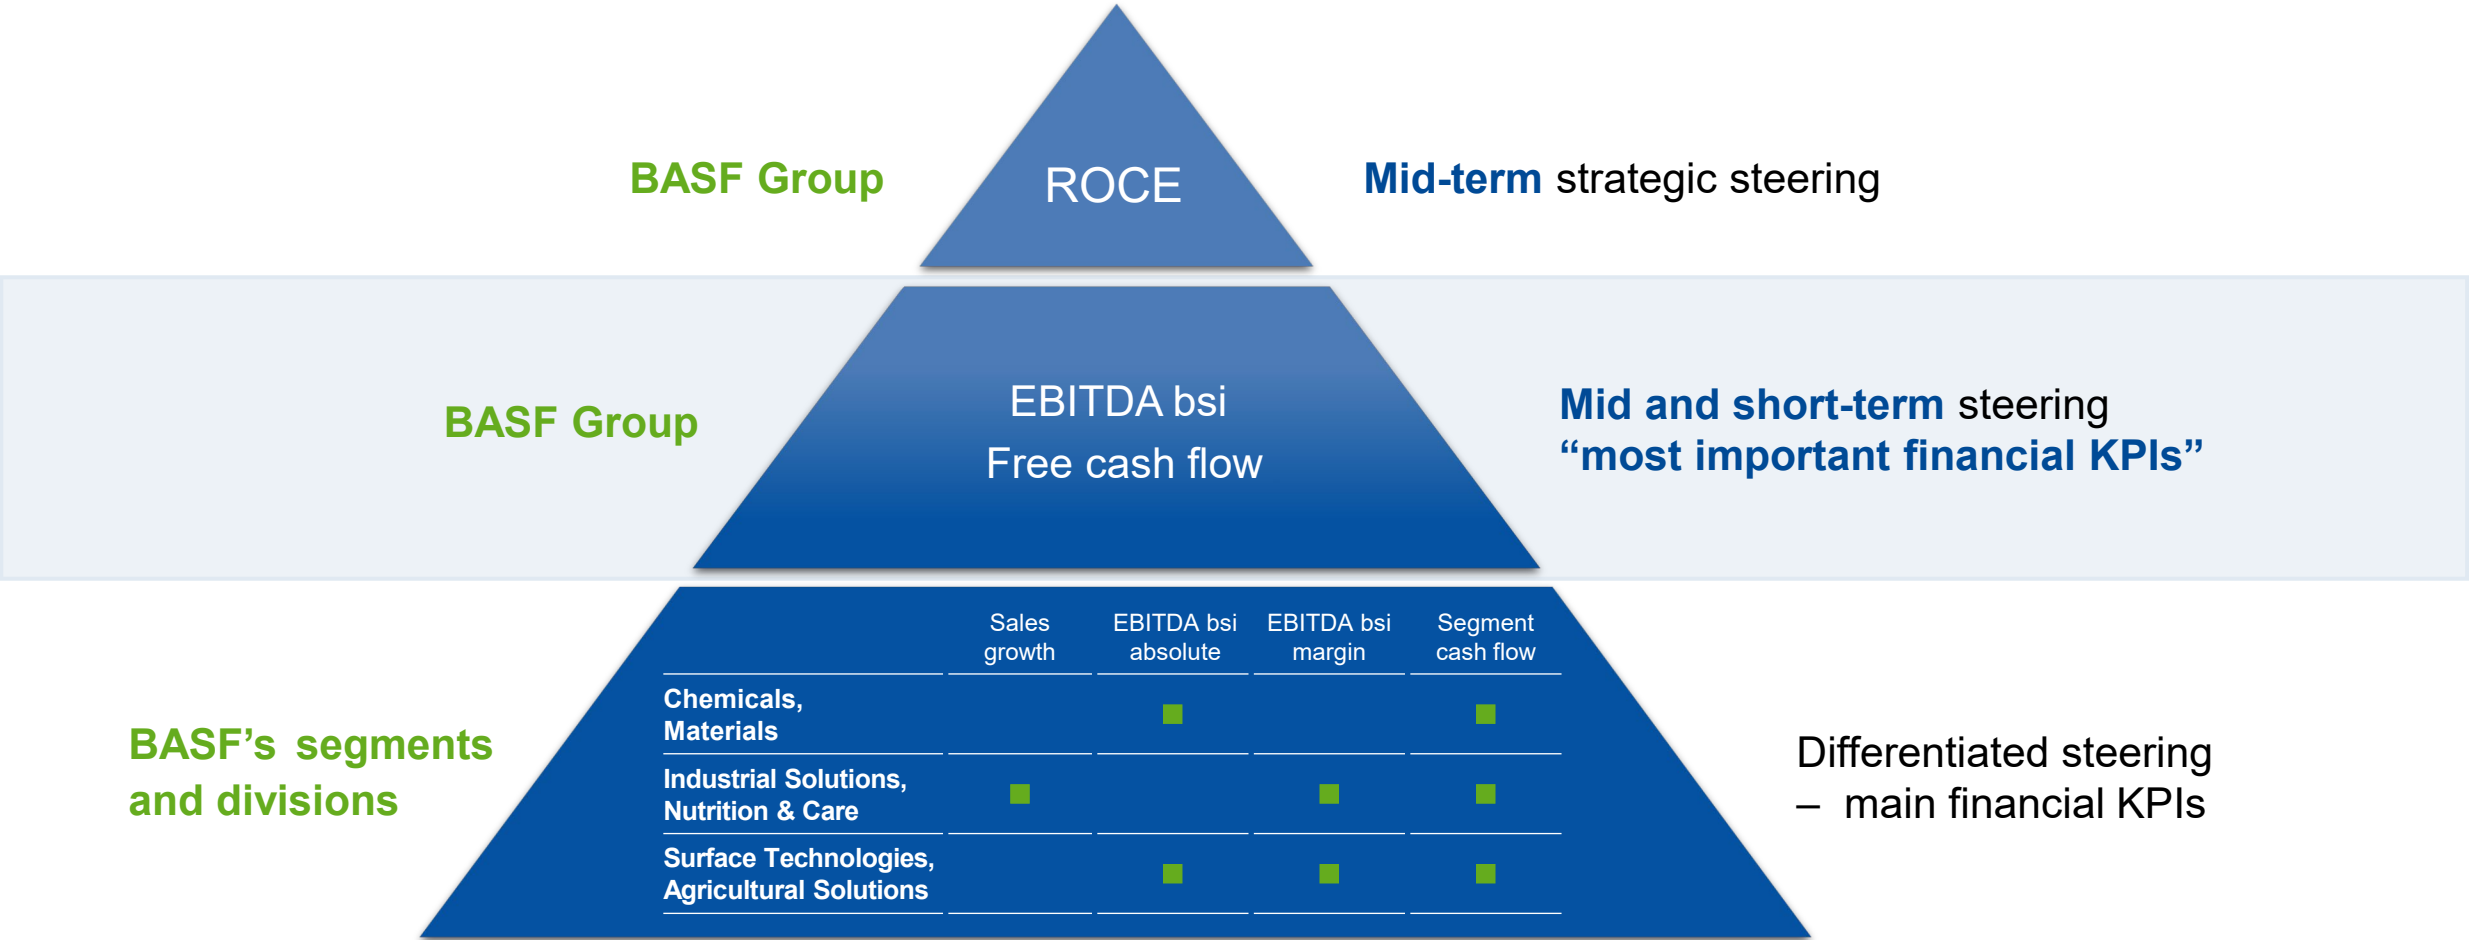 BASF Group
ROCE
Mid-term strategic steering
BASF Group
EBITDA bsi
Free cash flow
Mid and short-term steering
“most important financial KPIs”
BASF’s segments
and divisions
Sales
growth
EBITDA bsi
absolute
EBITDA bsi
margin
Segment
cash flow
Chemicals,
Materials
Industrial Solutions,
Nutrition & Care
Surface Technologies,
Agricultural Solutions
Differentiated steering
– main financial KPIs